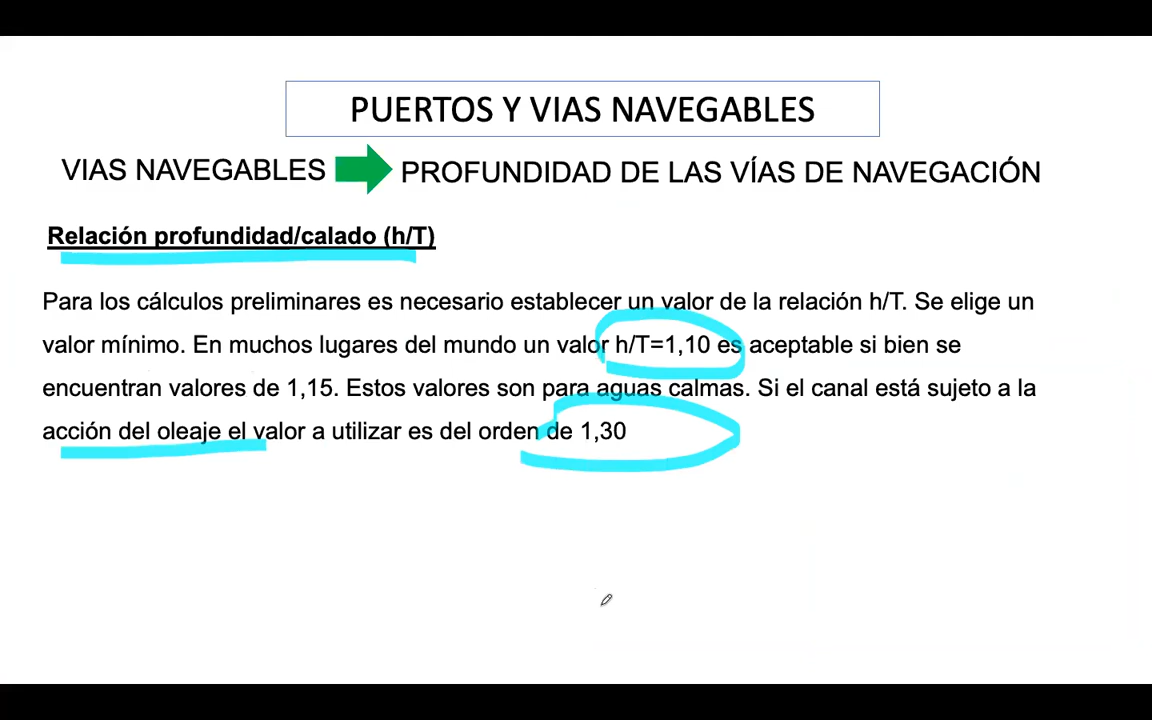 PUERTOS Y VIAS NAVEGABLES
VIAS NAVEGABLES PROFUNDIDAD DE LAS VÍAS DE NAVEGACIÓN
Relación profundidad/calado (h/T)
Para los cálculos preliminares es necesario establecer un valor de la relación h/T. Se elige un
valor mínimo. En muchos lugares del mundo un valor h/T=1,10 es aceptable si bien se
encuentran valores de 1,15. Estos valores son para aguas calmas. Si el canal está sujeto a la
acción del oleaje el valor a utilizar es del orden de 1,30